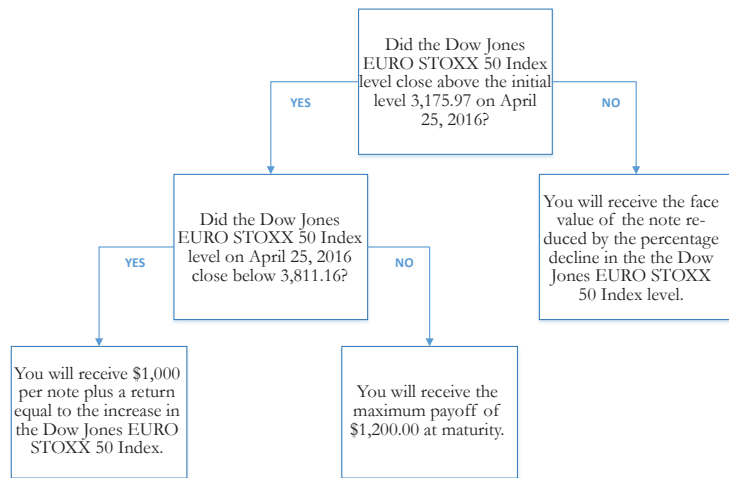 Did the Dow Jones
EURO STOXX 50 Index
level close above the initial
level 3,175.97 on April
25, 2016?
YES
NO
Did the Dow Jones
EURO STOXX 50 Index
level on April 25, 2016
close below 3,811.16?
You will receive the face
value of the note re-
duced by the percentage
decline in the the Dow
Jones EURO STOXX
50 Index level.
YES
NO
You will receive $1,000
per note plus a return
equal to the increase in
the Dow Jones EURO
STOXX 50 Index.
You will receive the
maximum payoff of
$1,200.00 at maturity.